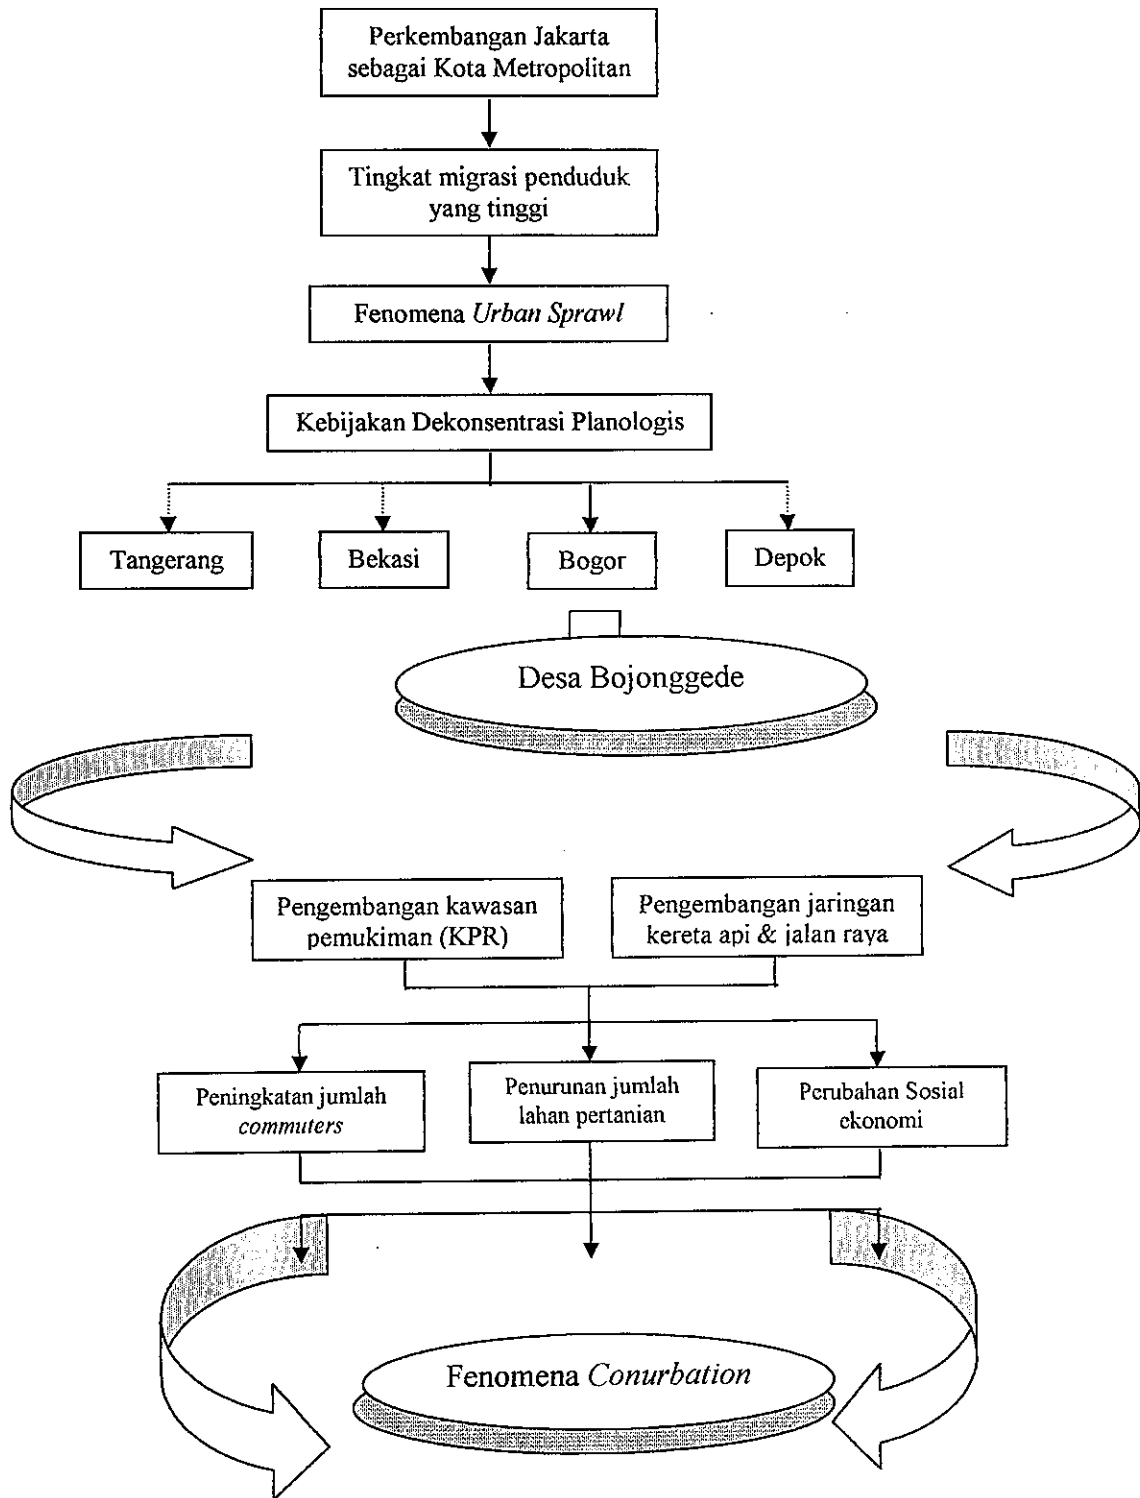 Perkembangan Jakarta
sebagai Kota Metropolitan
Tingkat migrasi penduduk
yang tinggi
Fenomena Urban Sprawl
Kebijakan Dekonsentrasi Planologis
Tangerang
Bekasi
Bogor
Depok
Desa Bojonggede
Pengembangan kawasan
pemukiman (KPR)
Pengembangan jaringan
kereta api & jalan raya
Peningkatan jumlah
commuters
Penurunan jumlah
lahan pertanian
Perubahan Sosial
ekonomi
Fenomena Conurbation